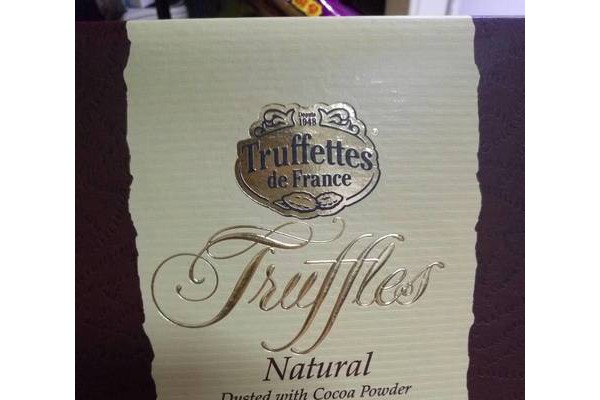 Depuis
1948
Truffettes
de France
Truffles
Natural
Dusted with Cocoa Powder